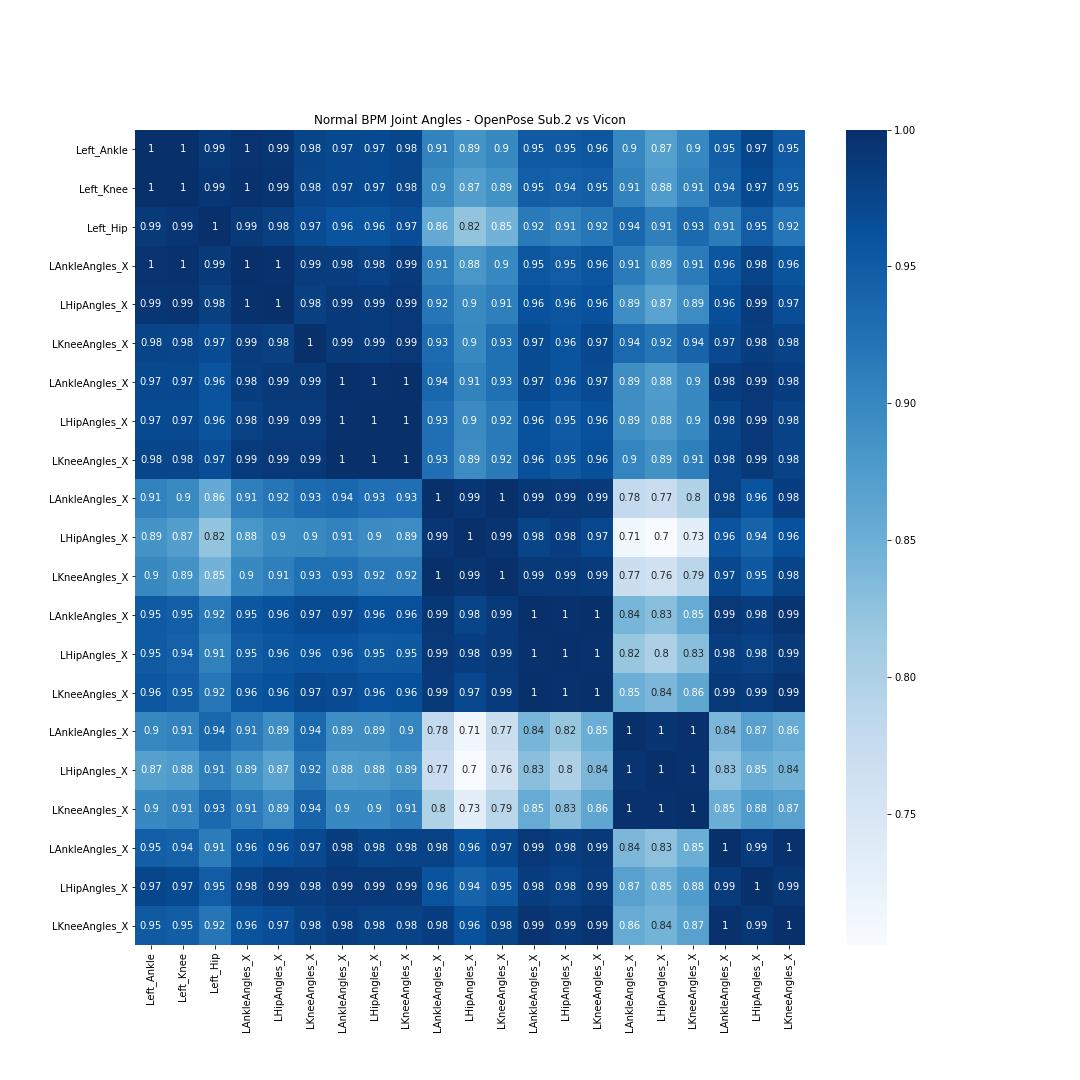 Normal BPM Joint Angles - OpenPose Sub.2 vs Vicon
Left_Ankle 1 1 0.99 1 0.99 0.98 0.97 0.97 0.98 0.91 0.89 0.9 0.95 0.95 0.96 0.9 0.87 0.9 0.95 0.97 0.95
Left_Knee 1 1 0.99 1 0.99 0.98 0.97 0.97 0.98 0.9 0.87 0.89 0.95 0.94 0.95 0.91 0.88 0.91 0.94 0.97 0.95
Left_Hip 0.99 0.99 1 0.99 0.98 0.97 0.96 0.96 0.97 0.86 0.82 0.85 0.92 0.91 0.92 0.94 0.91 0.93 0.91 0.95 0.92
LAnkleAngles_X 1 1 0.99 1 1 0.99 0.98 0.98 0.99 0.91 0.88 0.9 0.95 0.95 0.96 0.91 0.89 0.91 0.96 0.98 0.96
LHipAngles_X 0.99 0.99 0.98 1 1 0.98 0.99 0.99 0.99 0.92 0.9 0.91 0.96 0.96 0.96 0.89 0.87 0.89 0.96 0.99 0.97
LKneeAngles_X 0.98 0.98 0.97 0.99 0.98 1 0.99 0.99 0.99 0.93 0.9 0.93 0.97 0.96 0.97 0.94 0.92 0.94 0.97 0.98 0.98
LAnkleAngles_X 0.97 0.97 0.96 0.98 0.99 0.99 1 1 1 0.94 0.91 0.93 0.97 0.96 0.97 0.89 0.88 0.9 0.98 0.99 0.98
LHipAngles_X 0.97 0.97 0.96 0.98 0.99 0.99 1 1 1 0.93 0.9 0.92 0.96 0.95 0.96 0.89 0.88 0.9 0.98 0.99 0.98
LKneeAngles_X 0.98 0.98 0.97 0.99 0.99 0.99 1 1 1 0.93 0.89 0.92 0.96 0.95 0.96 0.9 0.89 0.91 0.98 0.99 0.98
LAnkleAngles_X 0.91 0.9 0.86 0.91 0.92 0.93 0.94 0.93 0.93 1 0.99 1 0.99 0.99 0.99 0.78 0.77 0.8 0.98 0.96 0.98
LHipAngles_X 0.89 0.87 0.82 0.88 0.9 0.9 0.91 0.9 0.89 0.99 1 0.99 0.98 0.98 0.97 0.71 0.7 0.73 0.96 0.94 0.96
LKneeAngles_X 0.9 0.89 0.85 0.9 0.91 0.93 0.93 0.92 0.92 1 0.99 1 0.99 0.99 0.99 0.77 0.76 0.79 0.97 0.95 0.98
LAnkleAngles_X 0.95 0.95 0.92 0.95 0.96 0.97 0.97 0.96 0.96 0.99 0.98 0.99 1 1 1 0.84 0.83 0.85 0.99 0.98 0.99
LHipAngles_X 0.95 0.94 0.91 0.95 0.96 0.96 0.96 0.95 0.95 0.99 0.98 0.99 1 1 1 0.82 0.8 0.83 0.98 0.98 0.99
LKneeAngles_X 0.96 0.95 0.92 0.96 0.96 0.97 0.97 0.96 0.96 0.99 0.97 0.99 1 1 1 0.85 0.84 0.86 0.99 0.99 0.99
LAnkleAngles_X 0.9 0.91 0.94 0.91 0.89 0.94 0.89 0.89 0.9 0.78 0.71 0.77 0.84 0.82 0.85 1 1 1 0.84 0.87 0.86
LHipAngles_X 0.87 0.88 0.91 0.89 0.87 0.92 0.88 0.88 0.89 0.77 0.7 0.76 0.83 0.8 0.84 1 1 1 0.83 0.85 0.84
LKneeAngles_X 0.9 0.91 0.93 0.91 0.89 0.94 0.9 0.9 0.91 0.8 0.73 0.79 0.85 0.83 0.86 1 1 1 0.85 0.88 0.87
LAnkleAngles_X 0.95 0.94 0.91 0.96 0.96 0.97 0.98 0.98 0.98 0.98 0.96 0.97 0.99 0.98 0.99 0.84 0.83 0.85 1 0.99 1
LHipAngles_X 0.97 0.97 0.95 0.98 0.99 0.98 0.99 0.99 0.99 0.96 0.94 0.95 0.98 0.98 0.99 0.87 0.85 0.88 0.99 1 0.99
LKneeAngles_X 0.95 0.95 0.92 0.96 0.97 0.98 0.98 0.98 0.98 0.98 0.96 0.98 0.99 0.99 0.99 0.86 0.84 0.87 1 0.99 1
Left_Ankle
Left_Knee
Left_Hip
LAnkleAngles_X
LHipAngles_X
LKneeAngles_X
LAnkleAngles_X
LHipAngles_X
LKneeAngles_X
LAnkleAngles_X
LHipAngles_X
LKneeAngles_X
LAnkleAngles_X
LHipAngles_X
LKneeAngles_X
LAnkleAngles_X
LHipAngles_X
LKneeAngles_X
LAnkleAngles_X
LHipAngles_X
LKneeAngles_X
1.00
0.95
0.90
0.85
0.80
0.75